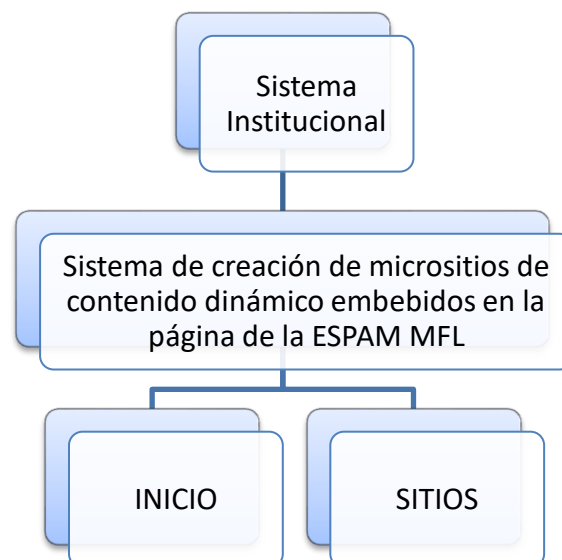 Sistema
Institucional
Sistema de creación de micrositios de
contenido dinámico embebidos en la
página de la ESPAM MFL
INICIO
SITIOS